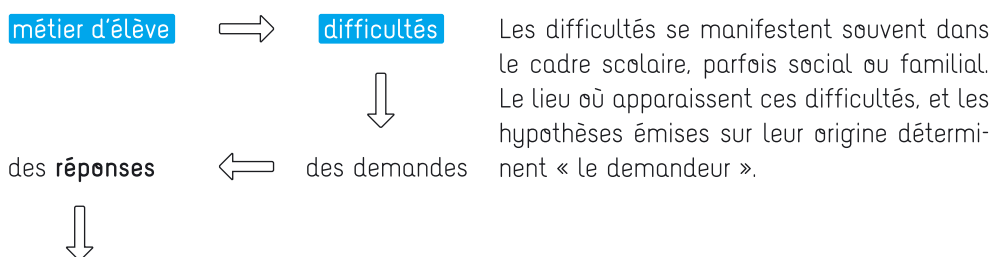 métier d'élève
difficultés
des demandes
des réponses
Les difficultés se manifestent souvent dans
le cadre scolaire, parfois social ou familial.
Le lieu où apparaissent ces difficultés, et les
hypothèses émises sur leur origine détermi-
nent « le demandeur ».